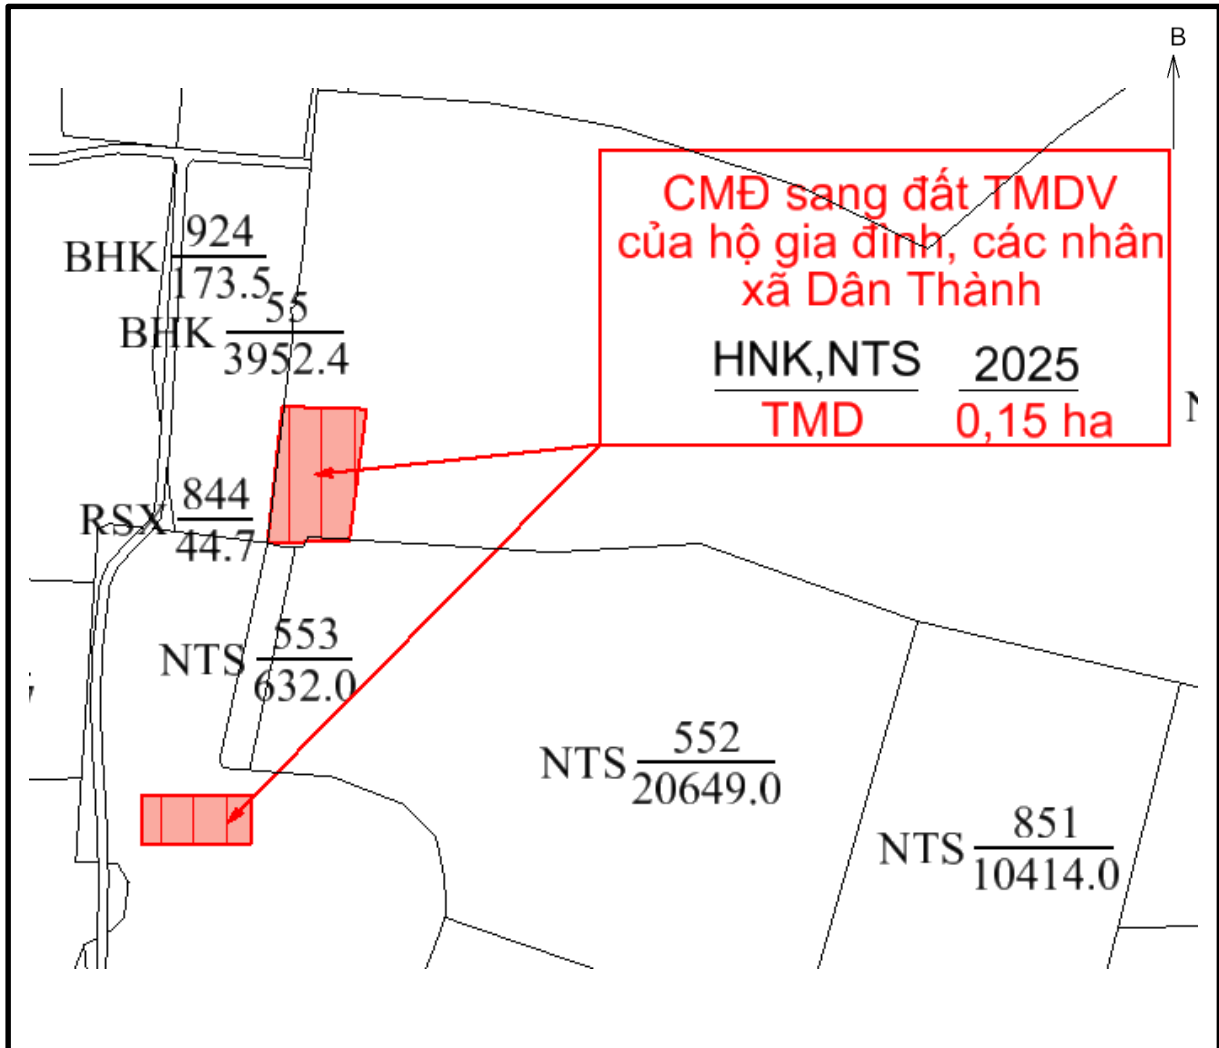 B
CMĐ sang đất TMDV
của hộ gia đình, các nhân
xã Dân Thành
HNK,NTS 2025
TMD 0,15 ha
BHK 924
173.5
BHK 55
3952.4
RSX 844
44.7
NTS 553
632.0
NTS 552
20649.0
NTS 851
10414.0